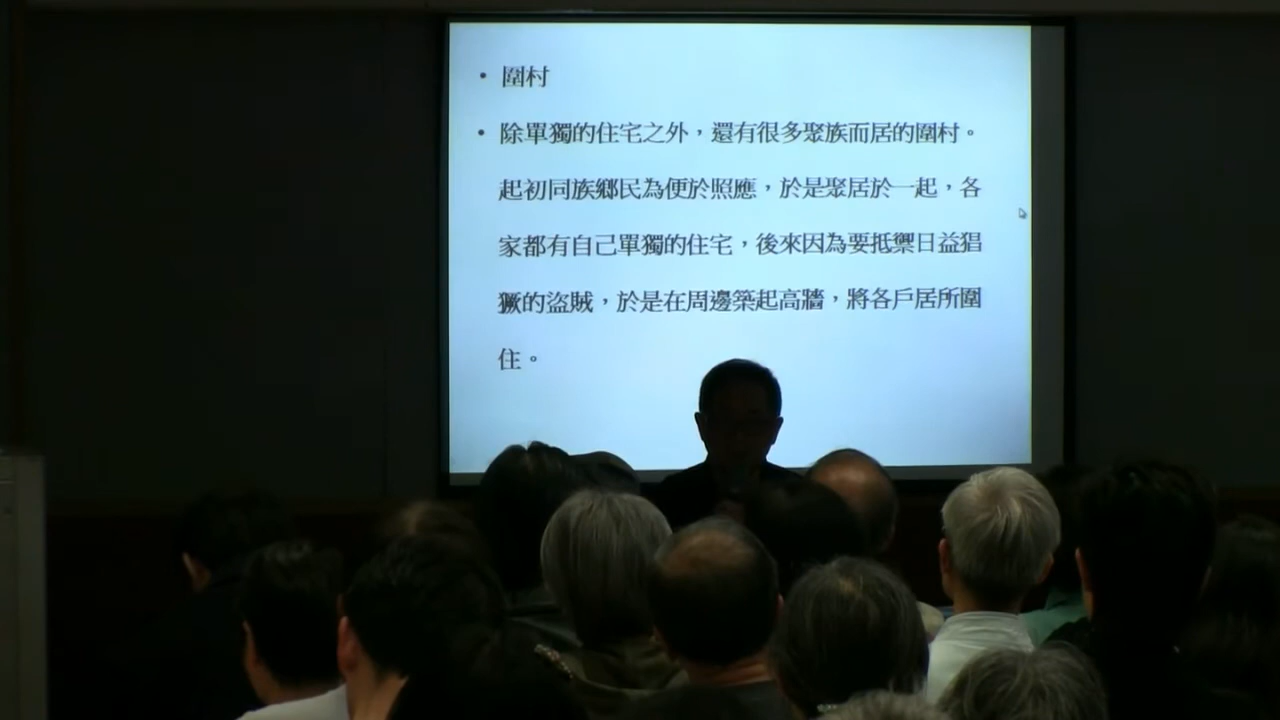 • 圍村
• 除單獨的住宅之外，還有很多聚族而居的圍村。
起初同族鄉民為便於照應，於是聚居於一起，各
家都有自己單獨的住宅，後來因為要抵禦日益猖
獗的盜賊，於是在周邊築起高牆，將各戶居所圍
住。